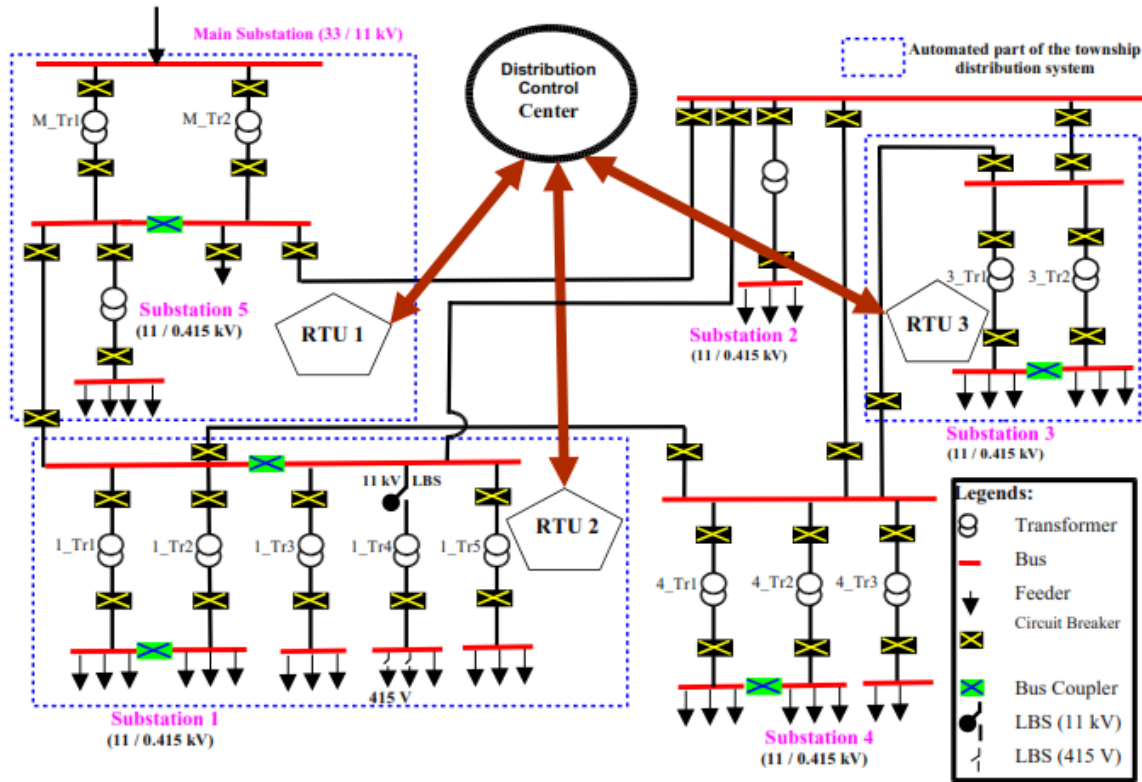 Main Substation (33 / 11 kV)
M_Tr1
M_Tr2
Distribution
Control
Center
Automated part of the township
distribution system
Substation 5
(11 / 0.415 kV)
RTU 1
Substation 2
(11 / 0.415 kV)
3_Tr1
3_Tr2
RTU 3
Substation 3
(11 / 0.415 kV)
11 kV
LBS
RTU 2
1_Tr1
1_Tr2
1_Tr3
1_Tr4
1_Tr5
415 V
Substation 1
(11 / 0.415 kV)
4_Tr1
4_Tr2
4_Tr3
Substation 4
(11 / 0.415 kV)
Legends:
Transformer
Bus
Feeder
Circuit Breaker
Bus Coupler
LBS (11 kV)
LBS (415 V)